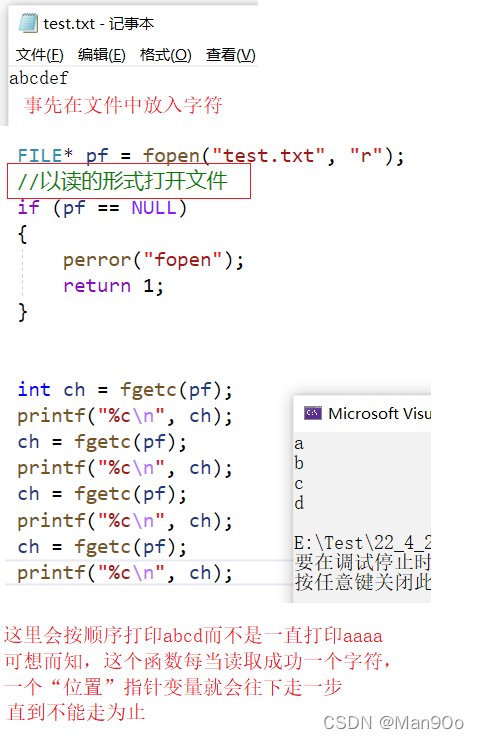 test.txt - 记事本
文件(F) 编辑(E) 格式(O) 查看(V)
abcdef
事先在文件中放入字符
FILE* pf = fopen("test.txt", "r");
//以读的形式打开文件
if (pf == NULL)
{
perror("fopen");
return 1;
}
int ch = fgetc(pf);
printf("%c\n", ch);
ch = fgetc(pf);
printf("%c\n", ch);
ch = fgetc(pf);
printf("%c\n", ch);
ch = fgetc(pf);
printf("%c\n", ch);
Microsoft Visu
a
b
c
d
E:\Test\22_4_2
要在调试停止时
按任意键关闭此
这里会按顺序打印abcd而不是一直打印aaaa
可想而知，这个函数每当读取成功一个字符，
一个“位置”指针变量就会往下走一步
直到不能走为止
CSDN @Man9Oo